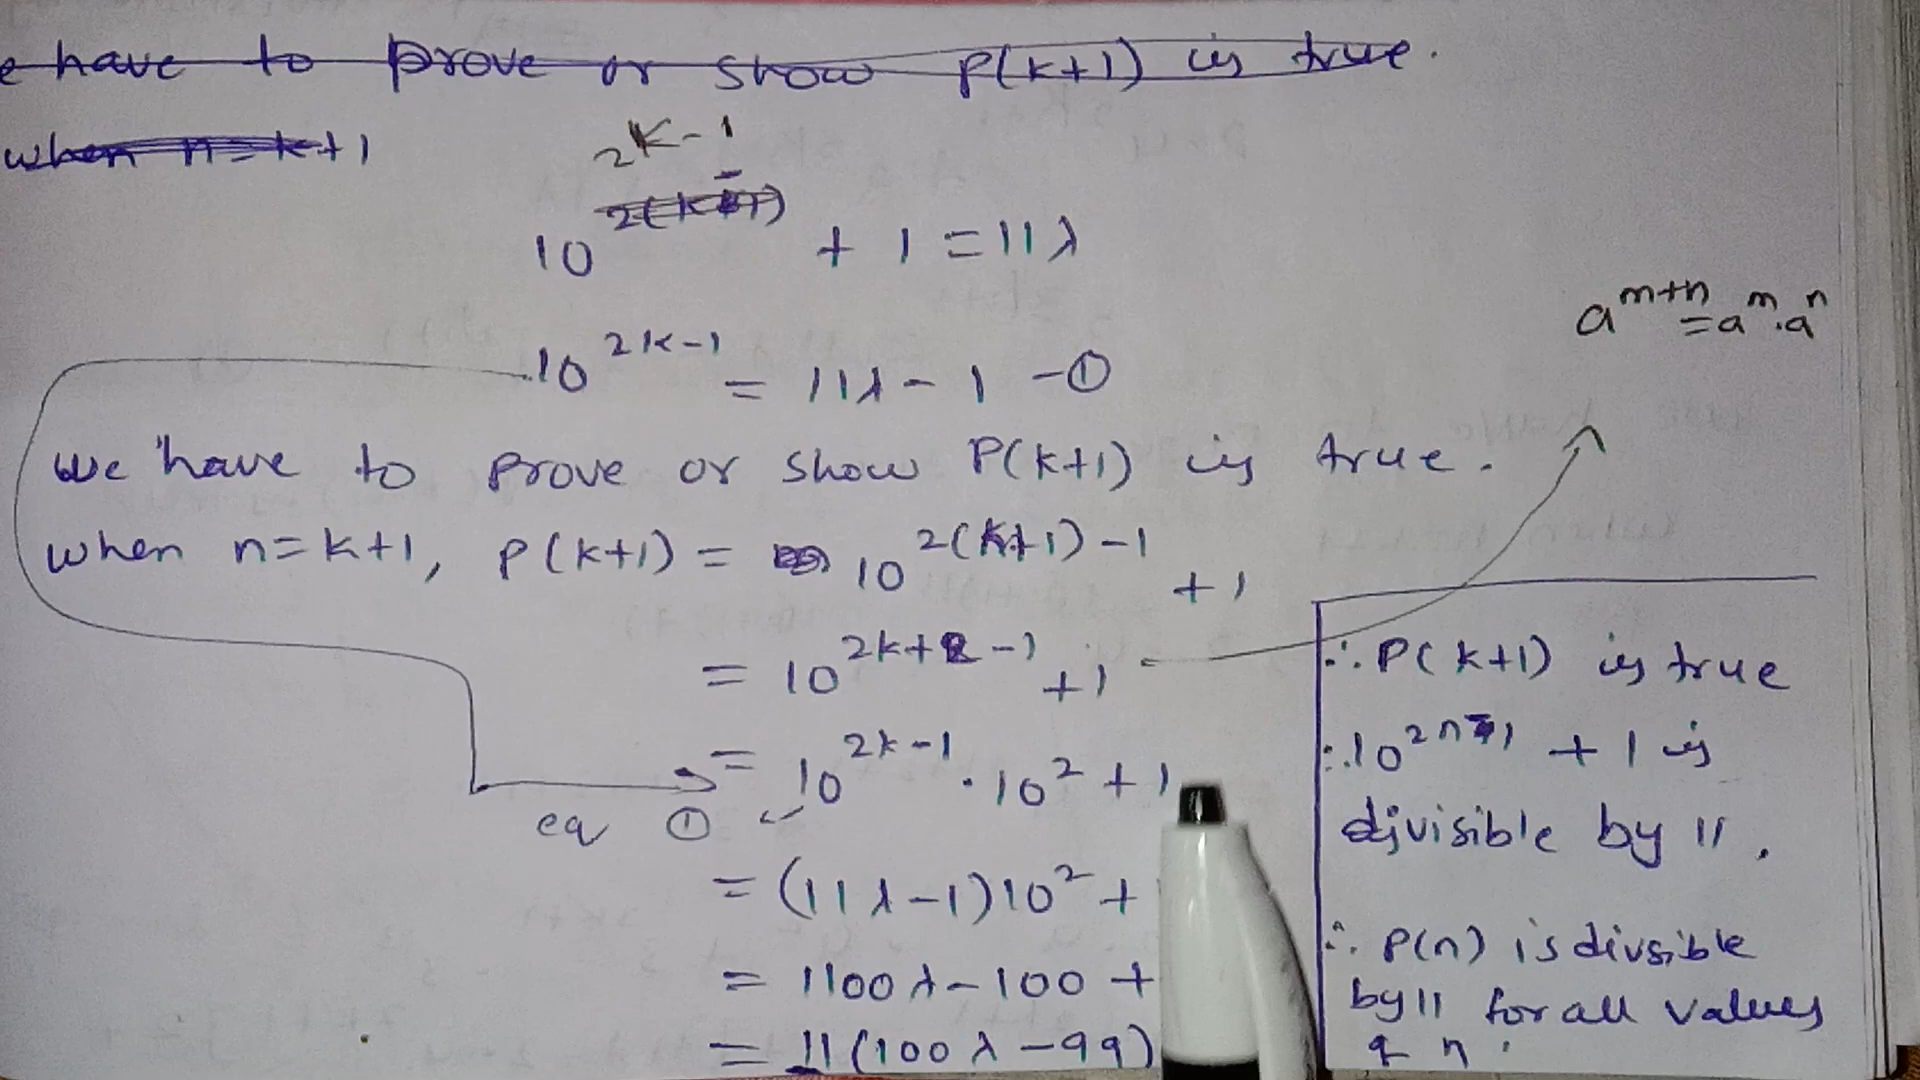 e have to prove or show P(k+1) is true.
when n=k+1
2k-1
2(k+1)
10 + 1 = 11λ
a^{m+n} = a^m . a^n
10^{2k-1} = 11λ - 1 -①
we have to prove or show P(k+1) is true.
when n=k+1, P(k+1) = 10^{2(k+1)-1} + 1
= 10^{2k+2-1} + 1
= 10^{2k-1} . 10^2 + 1
eq ①
= (11λ-1)10^2 +
= 1100λ - 100 +
= 11(100λ - 99)
∴ P(k+1) is true
∴ 10^{2n-1} + 1 is
divisible by 11.
∴ P(n) is divsible
by 11 for all values
of n.